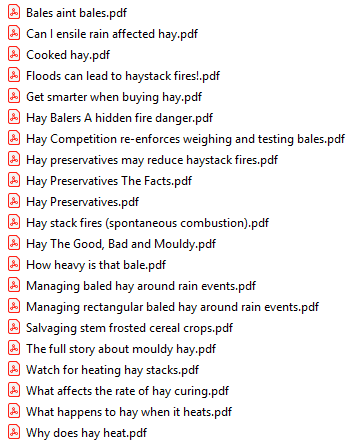 Bales aint bales.pdf
Can I ensile rain affected hay.pdf
Cooked hay.pdf
Floods can lead to haystack fires!.pdf
Get smarter when buying hay.pdf
Hay Balers A hidden fire danger.pdf
Hay Competition re-enforces weighing and testing bales.pdf
Hay preservatives may reduce haystack fires.pdf
Hay Preservatives The Facts.pdf
Hay Preservatives.pdf
Hay stack fires (spontaneous combustion).pdf
Hay The Good, Bad and Mouldy.pdf
How heavy is that bale.pdf
Managing baled hay around rain events.pdf
Managing rectangular baled hay around rain events.pdf
Salvaging stem frosted cereal crops.pdf
The full story about mouldy hay.pdf
Watch for heating hay stacks.pdf
What affects the rate of hay curing.pdf
What happens to hay when it heats.pdf
Why does hay heat.pdf